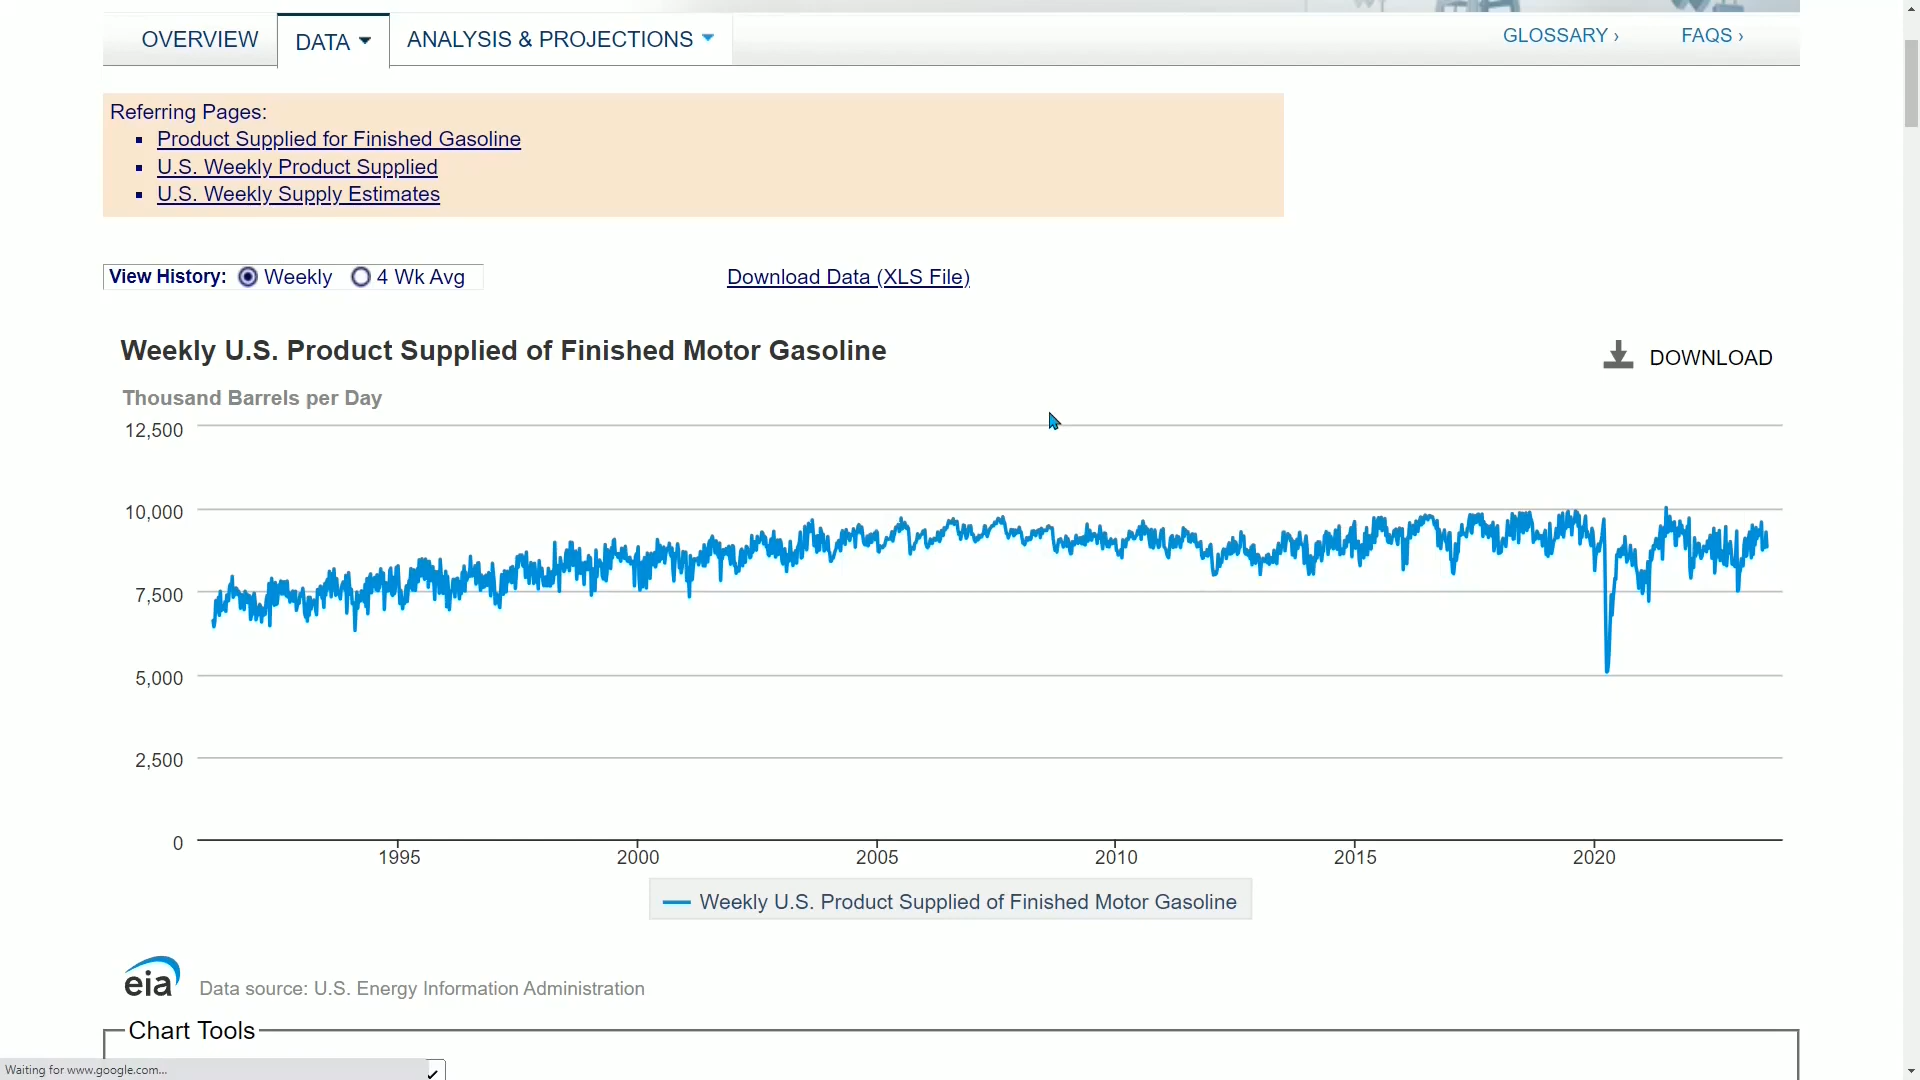 OVERVIEW DATA ANALYSIS & PROJECTIONS GLOSSARY › FAQS ›
Referring Pages:
Product Supplied for Finished Gasoline
U.S. Weekly Product Supplied
U.S. Weekly Supply Estimates
View History: Weekly 4 Wk Avg Download Data (XLS File)
Weekly U.S. Product Supplied of Finished Motor Gasoline
DOWNLOAD
Thousand Barrels per Day
12,500
10,000
7,500
5,000
2,500
0
1995 2000 2005 2010 2015 2020
Weekly U.S. Product Supplied of Finished Motor Gasoline
eia Data source: U.S. Energy Information Administration
Chart Tools
Waiting for www.google.com...